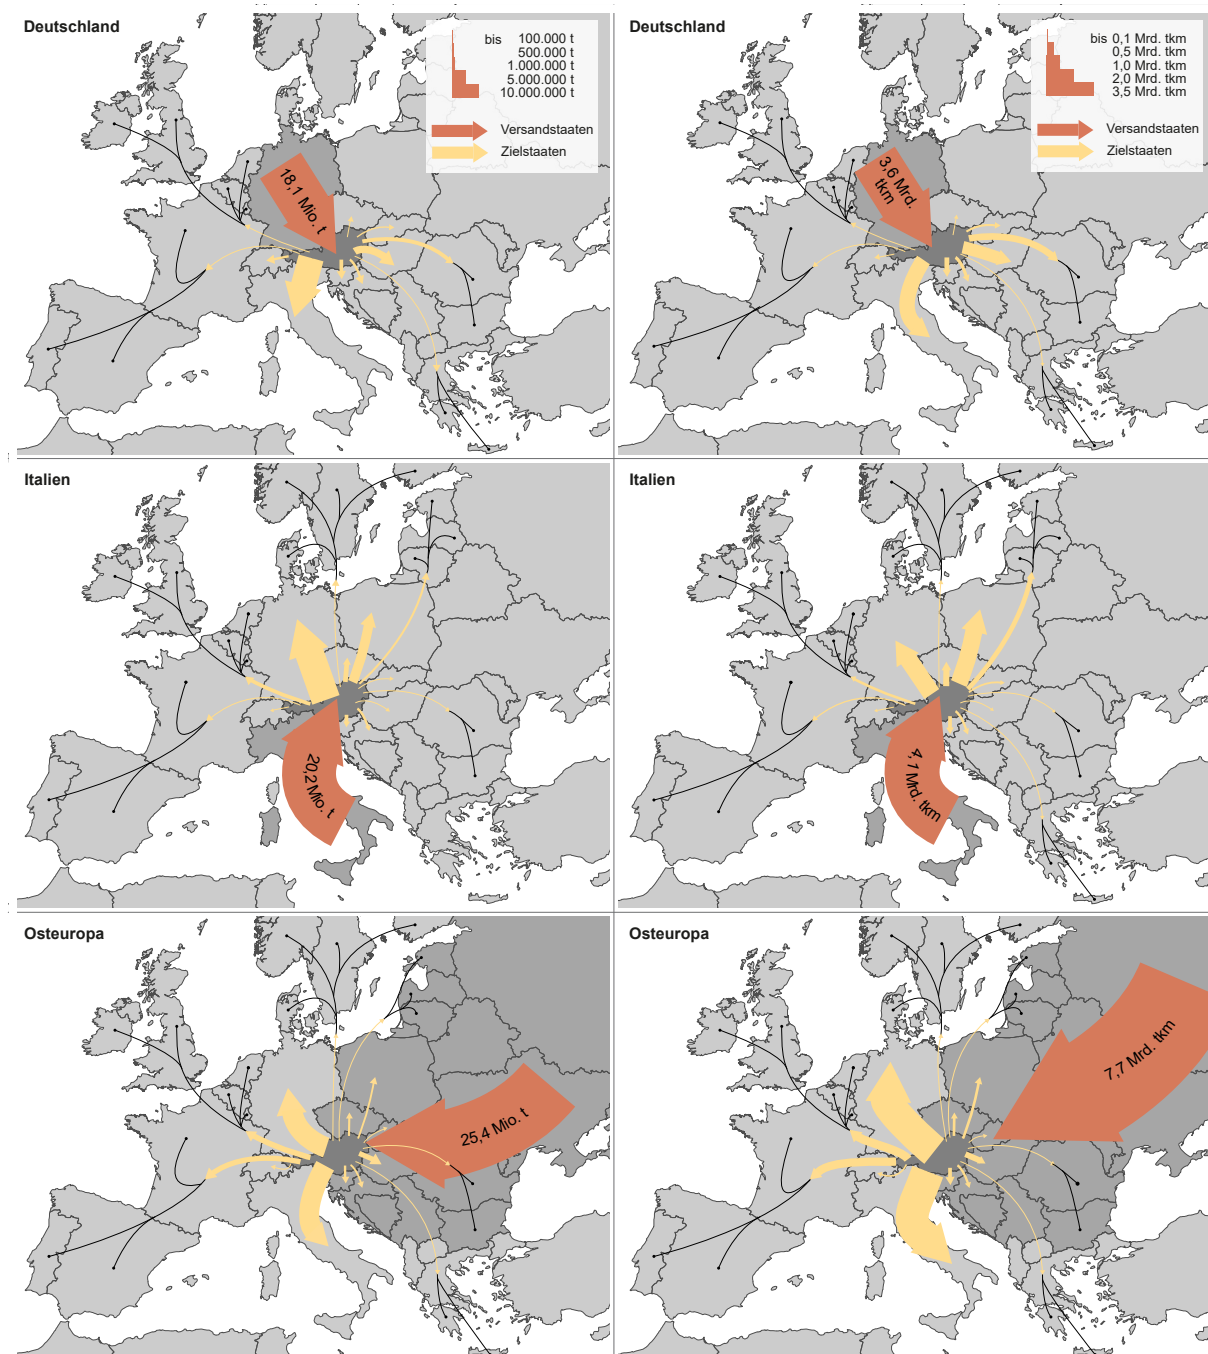 Deutschland
bis 100.000 t
500.000 t
1.000.000 t
5.000.000 t
10.000.000 t
Versandstaaten
Zielstaaten
18,1 Mio. t
Deutschland
bis 0,1 Mrd. tkm
0,5 Mrd. tkm
1,0 Mrd. tkm
2,0 Mrd. tkm
3,5 Mrd. tkm
Versandstaaten
Zielstaaten
3,6 Mrd.
tkm
Italien
20,2 Mio. t
Italien
4,1 Mrd. tkm
Osteuropa
25,4 Mio. t
Osteuropa
7,7 Mrd. tkm